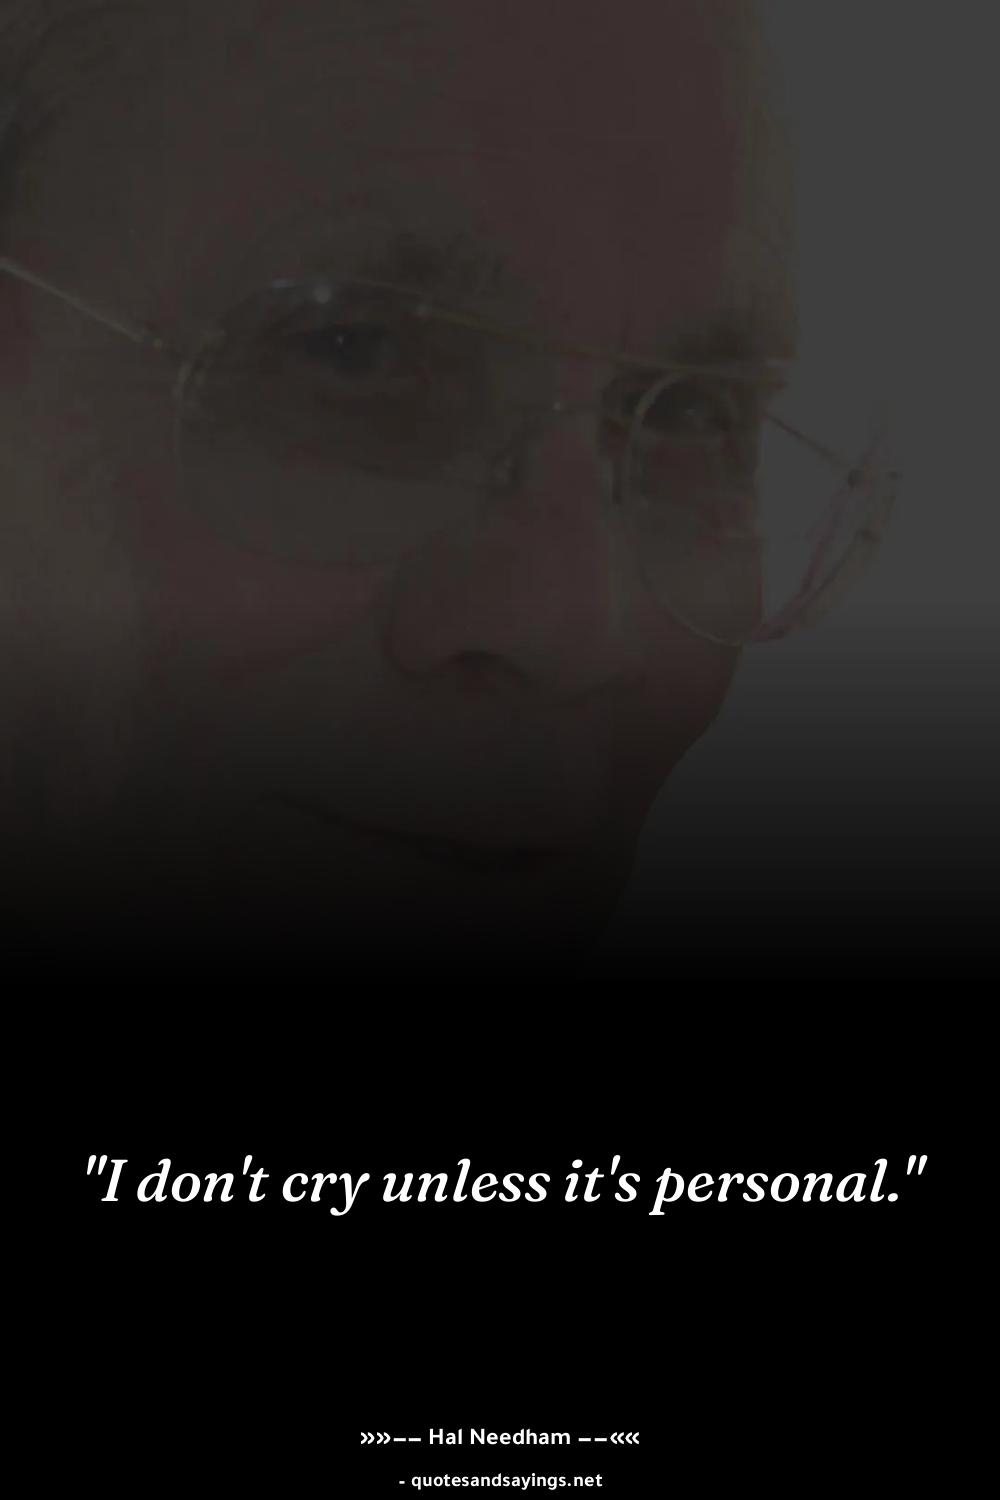 "I don't cry unless it's personal."
»»–– Hal Needham ––««
- quotesandsayings.net